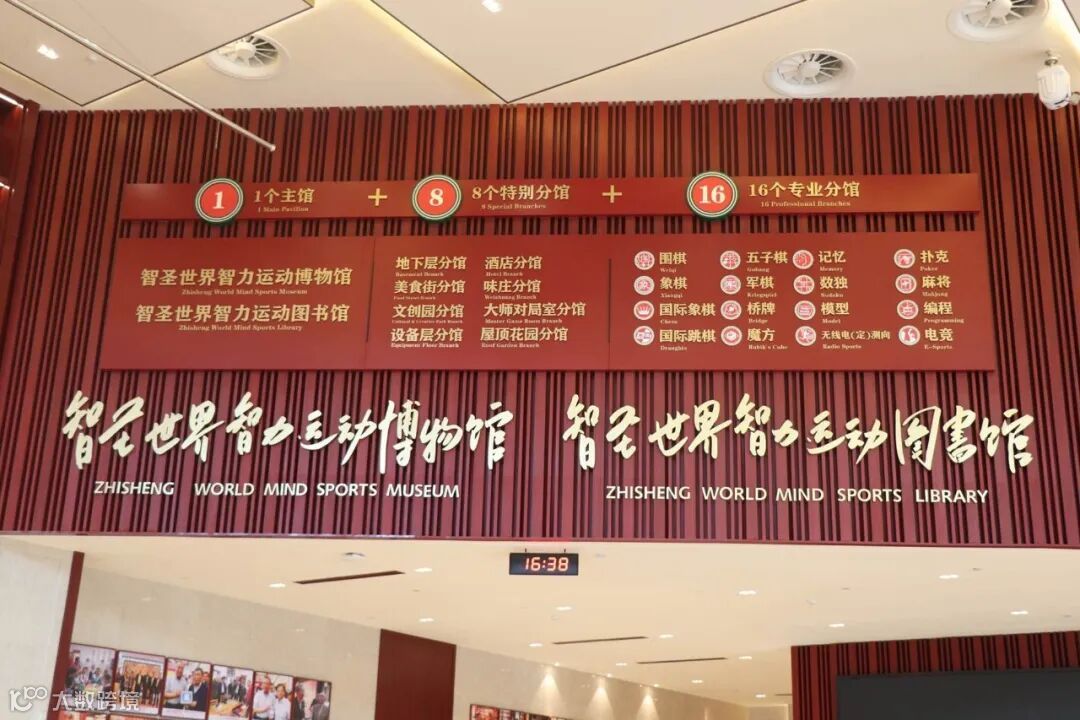 1 1个主馆 + 8 8个特别分馆 + 16 16个专业分馆
1 Main Pavilion 8 Special Branches 16 Professional Branches
智圣世界智力运动博物馆
Zhisheng World Mind Sports Museum
智圣世界智力运动图书馆
Zhisheng World Mind Sports Library
地下层分馆 酒店分馆
Basement Branch Hotel Branch
美食街分馆 味庄分馆
Food Street Branch Weizhuang Branch
文创园分馆 大师对局室分馆
Cultural & Creative Park Branch Master Game Room Branch
设备层分馆 屋顶花园分馆
Equipment Floor Branch Roof Garden Branch
围棋 五子棋 记忆 扑克
Weiqi Gobang Memory Poker
象棋 军棋 数独 麻将
Xiangqi Sudoku Mahjong
国际象棋 桥牌 模型 编程
Chess Bridge Model Programming
国际跳棋 魔方 无线电(定)测向 电竞
Draughts Rubik's Cube Radio Sports E-Sports
智圣世界智力运动博物馆 智圣世界智力运动图书馆
ZHISHENG WORLD MIND SPORTS MUSEUM ZHISHENG WORLD MIND SPORTS LIBRARY
16:38
大数跨境